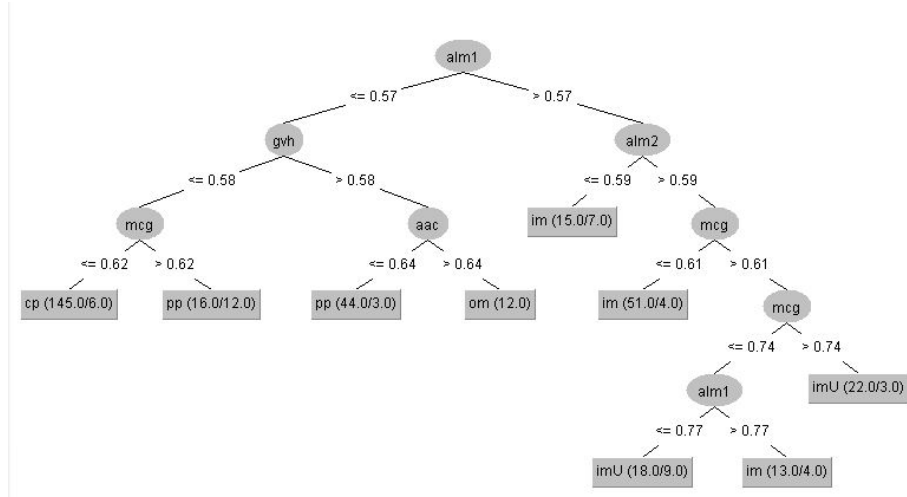 alm1
<= 0.57
> 0.57
gvh
alm2
<= 0.58
> 0.58
<= 0.59
> 0.59
mcg
aac
im (15.0/7.0)
mcg
<= 0.62
> 0.62
<= 0.64
> 0.64
<= 0.61
> 0.61
cp (145.0/6.0)
pp (16.0/12.0)
pp (44.0/3.0)
om (12.0)
im (51.0/4.0)
mcg
<= 0.74
> 0.74
alm1
imU (22.0/3.0)
<= 0.77
> 0.77
imU (18.0/9.0)
im (13.0/4.0)